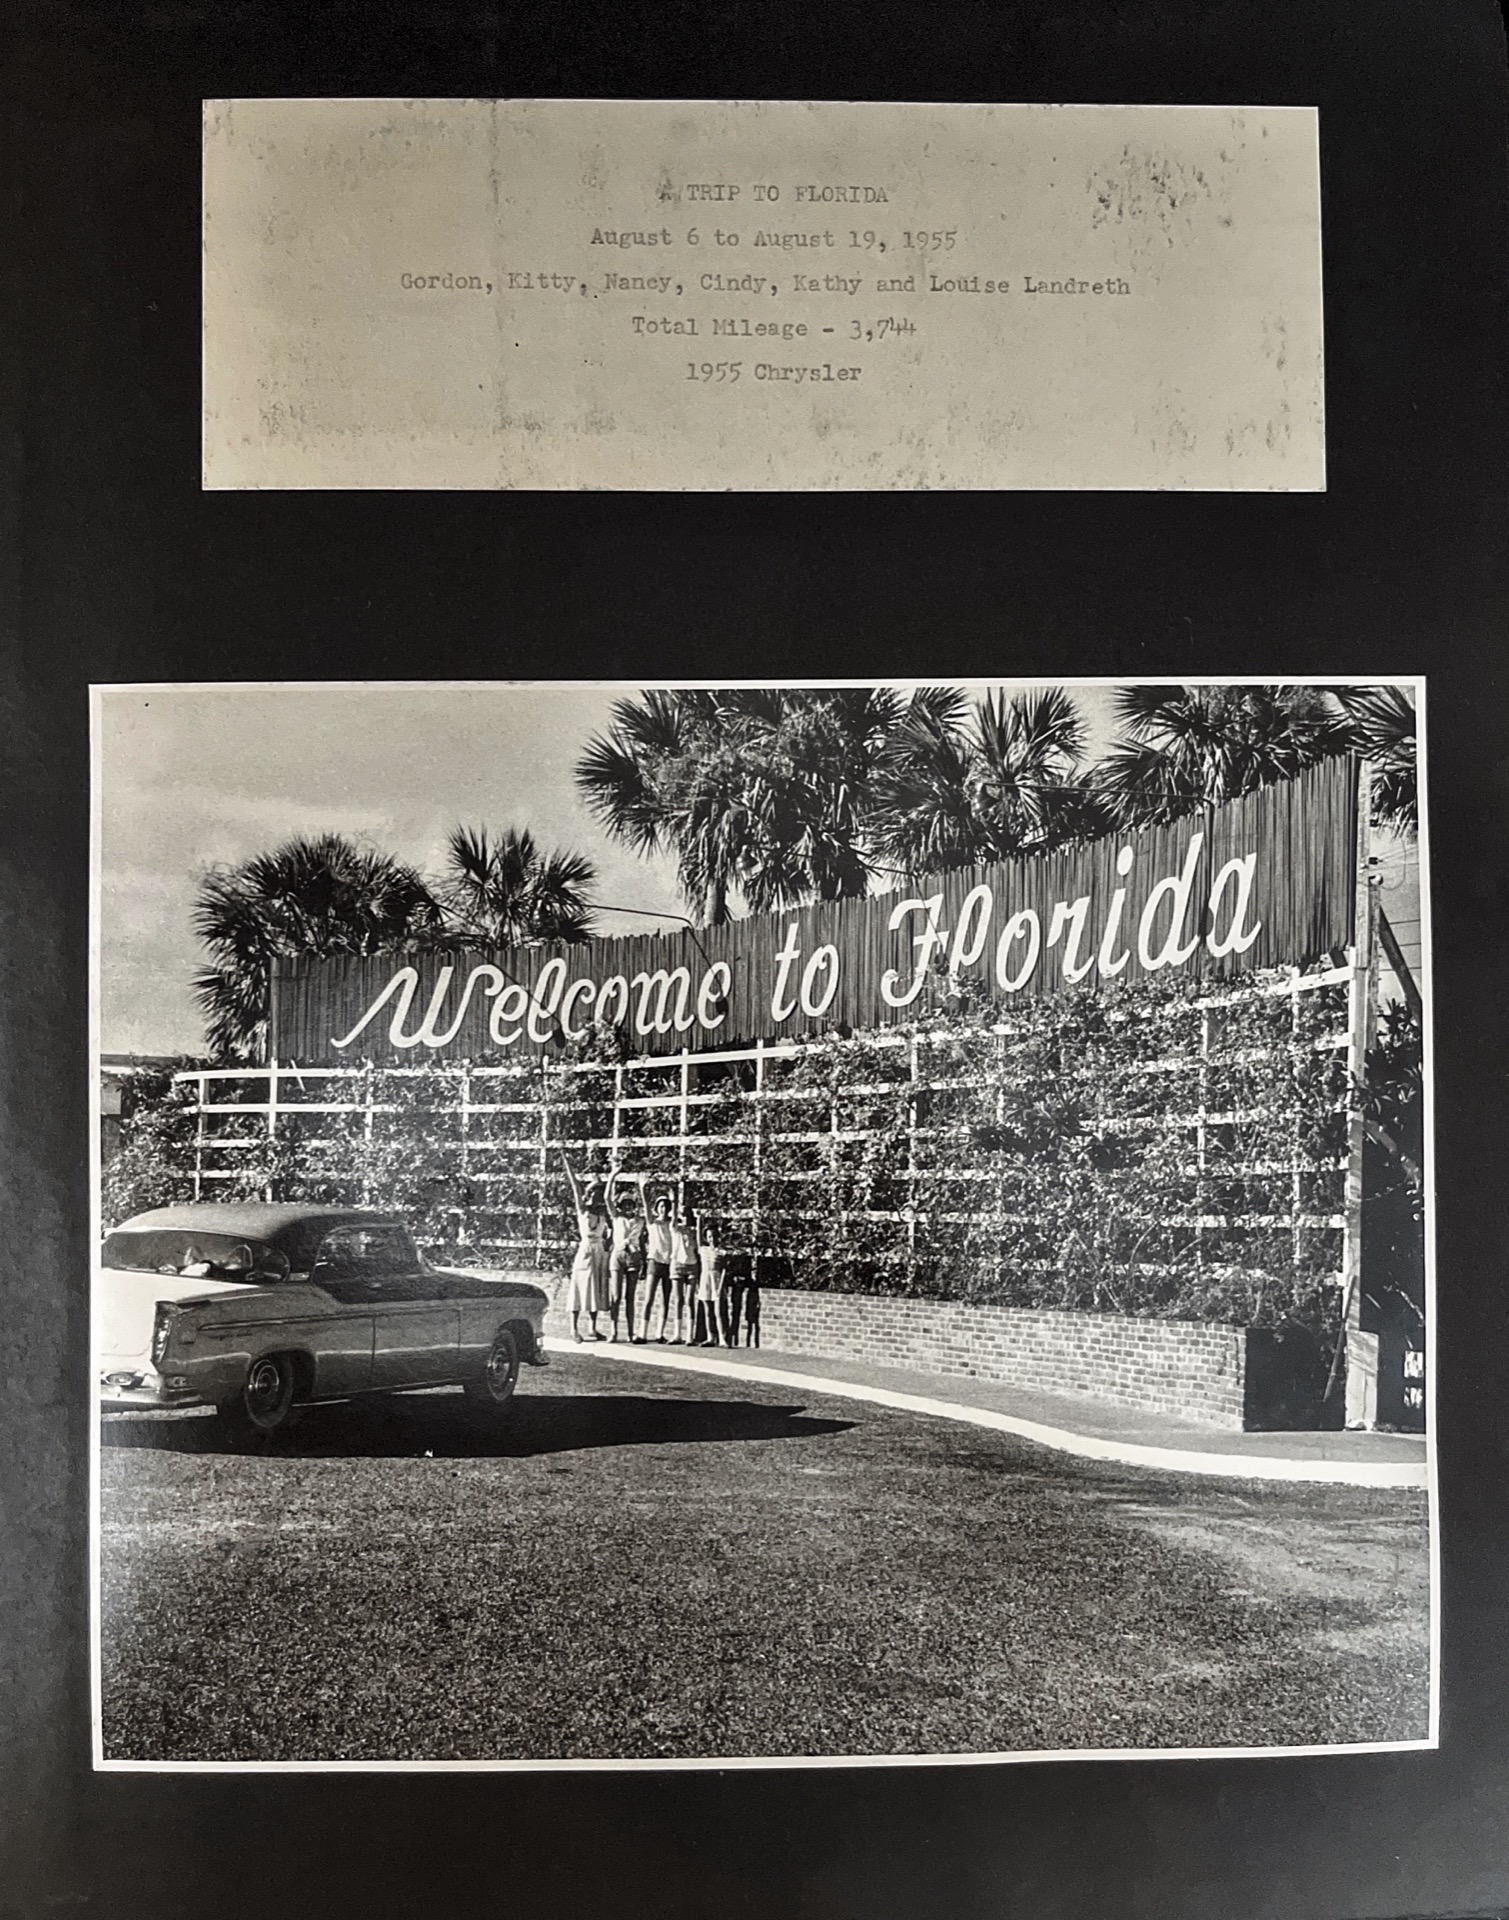 A TRIP TO FLORIDA
August 6 to August 19, 1955
Gordon, Kitty, Nancy, Cindy, Kathy and Louise Landreth
Total Mileage - 3,744
1955 Chrysler
Welcome to Florida